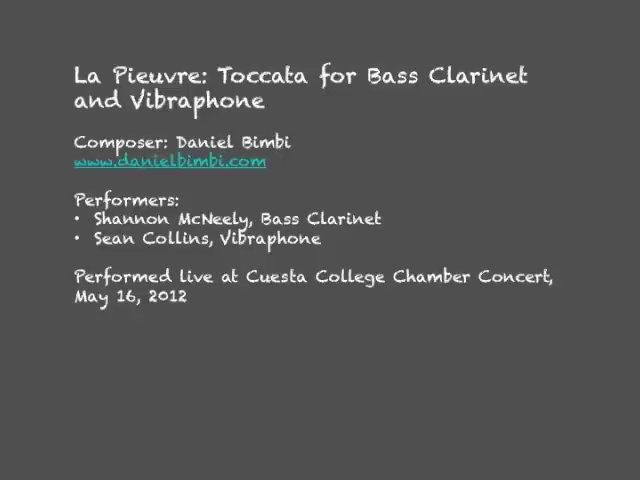 La Pieuvre: Toccata for Bass Clarinet
and Vibraphone
Composer: Daniel Bimbi
www.danielbimbi.com
Performers:
• Shannon McNeely, Bass Clarinet
• Sean Collins, Vibraphone
Performed live at Cuesta College Chamber Concert,
May 16, 2012